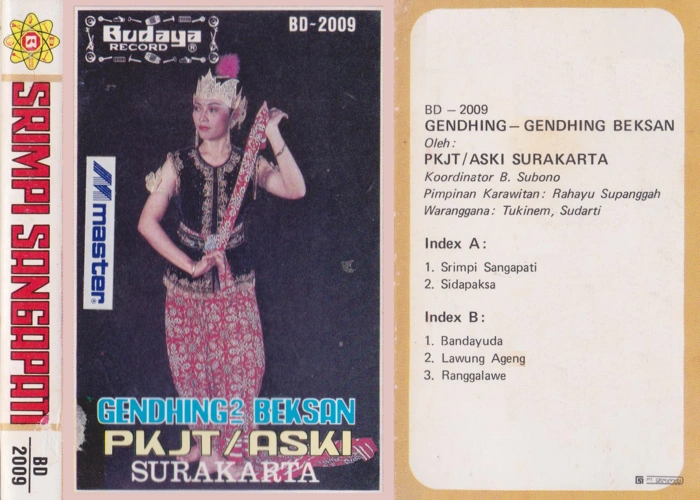 SRIMPI SANGAPATI
BD
2009
Budaya
RECORD ®
BD-2009
master®
GENDHING2 BEKSAN
PKJT/ASKI
SURAKARTA
BD – 2009
GENDHING – GENDHING BEKSAN
Oleh :
PKJT/ASKI SURAKARTA
Koordinator B. Subono
Pimpinan Karawitan: Rahayu Supanggah
Waranggana: Tukinem, Sudarti
Index A :
1. Srimpi Sangapati
2. Sidapaksa
Index B :
1. Bandayuda
2. Lawung Ageng
3. Ranggalawe